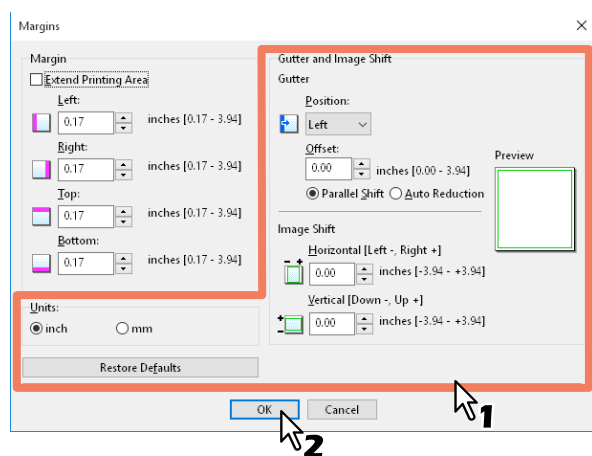 Margins
Margin
Extend Printing Area
Left:
0.17 inches [0.17 - 3.94]
Right:
0.17 inches [0.17 - 3.94]
Top:
0.17 inches [0.17 - 3.94]
Bottom:
0.17 inches [0.17 - 3.94]
Units:
inch mm
Restore Defaults
Gutter and Image Shift
Gutter
Position:
Left
Offset:
0.00 inches [0.00 - 3.94]
Parallel Shift Auto Reduction
Preview
Image Shift
Horizontal [Left -, Right +]
- +
0.00 inches [-3.94 - +3.94]
Vertical [Down -, Up +]
+
-
0.00 inches [-3.94 - +3.94]
OK Cancel
1
2